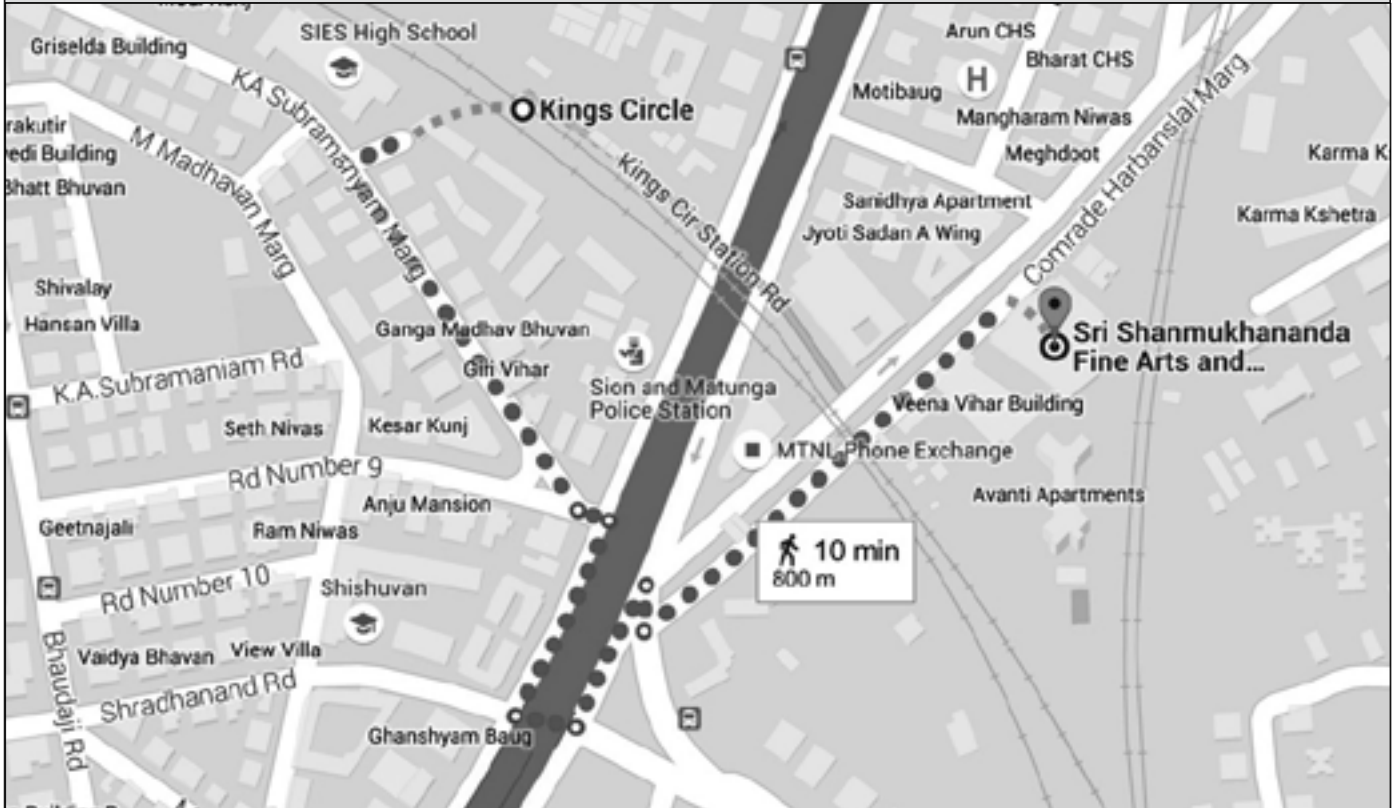 Griselda Building
SIES High School
KA Subramanyam Marg
Kings Circle
Arun CHS
Bharat CHS
H
Motibaug
Mangharam Niwas
Meghdoot
Karma K
Comrade Harbanslal Marg
rakutir
edi Building
Bhatt Bhuvan
M Madhavan Marg
Kings Cir Station Rd
Sanidhya Apartment
Jyoti Sadan A Wing
Karma Kshetra
Shivalay
Hansan Villa
Ganga Madhav Bhuvan
Giri Vihar
Sri Shanmukhananda
Fine Arts and...
K.A.Subramaniam Rd
Sion and Matunga
Police Station
Veena Vihar Building
Seth Nivas
Kesar Kunj
MTNL Phone Exchange
Rd Number 9
Anju Mansion
Avanti Apartments
Geetnajali
Ram Niwas
10 min
800 m
Rd Number 10
Shishuvan
Bhaudaji Rd
Vaidya Bhavan
View Villa
Shradhanand Rd
Ghanshyam Baug